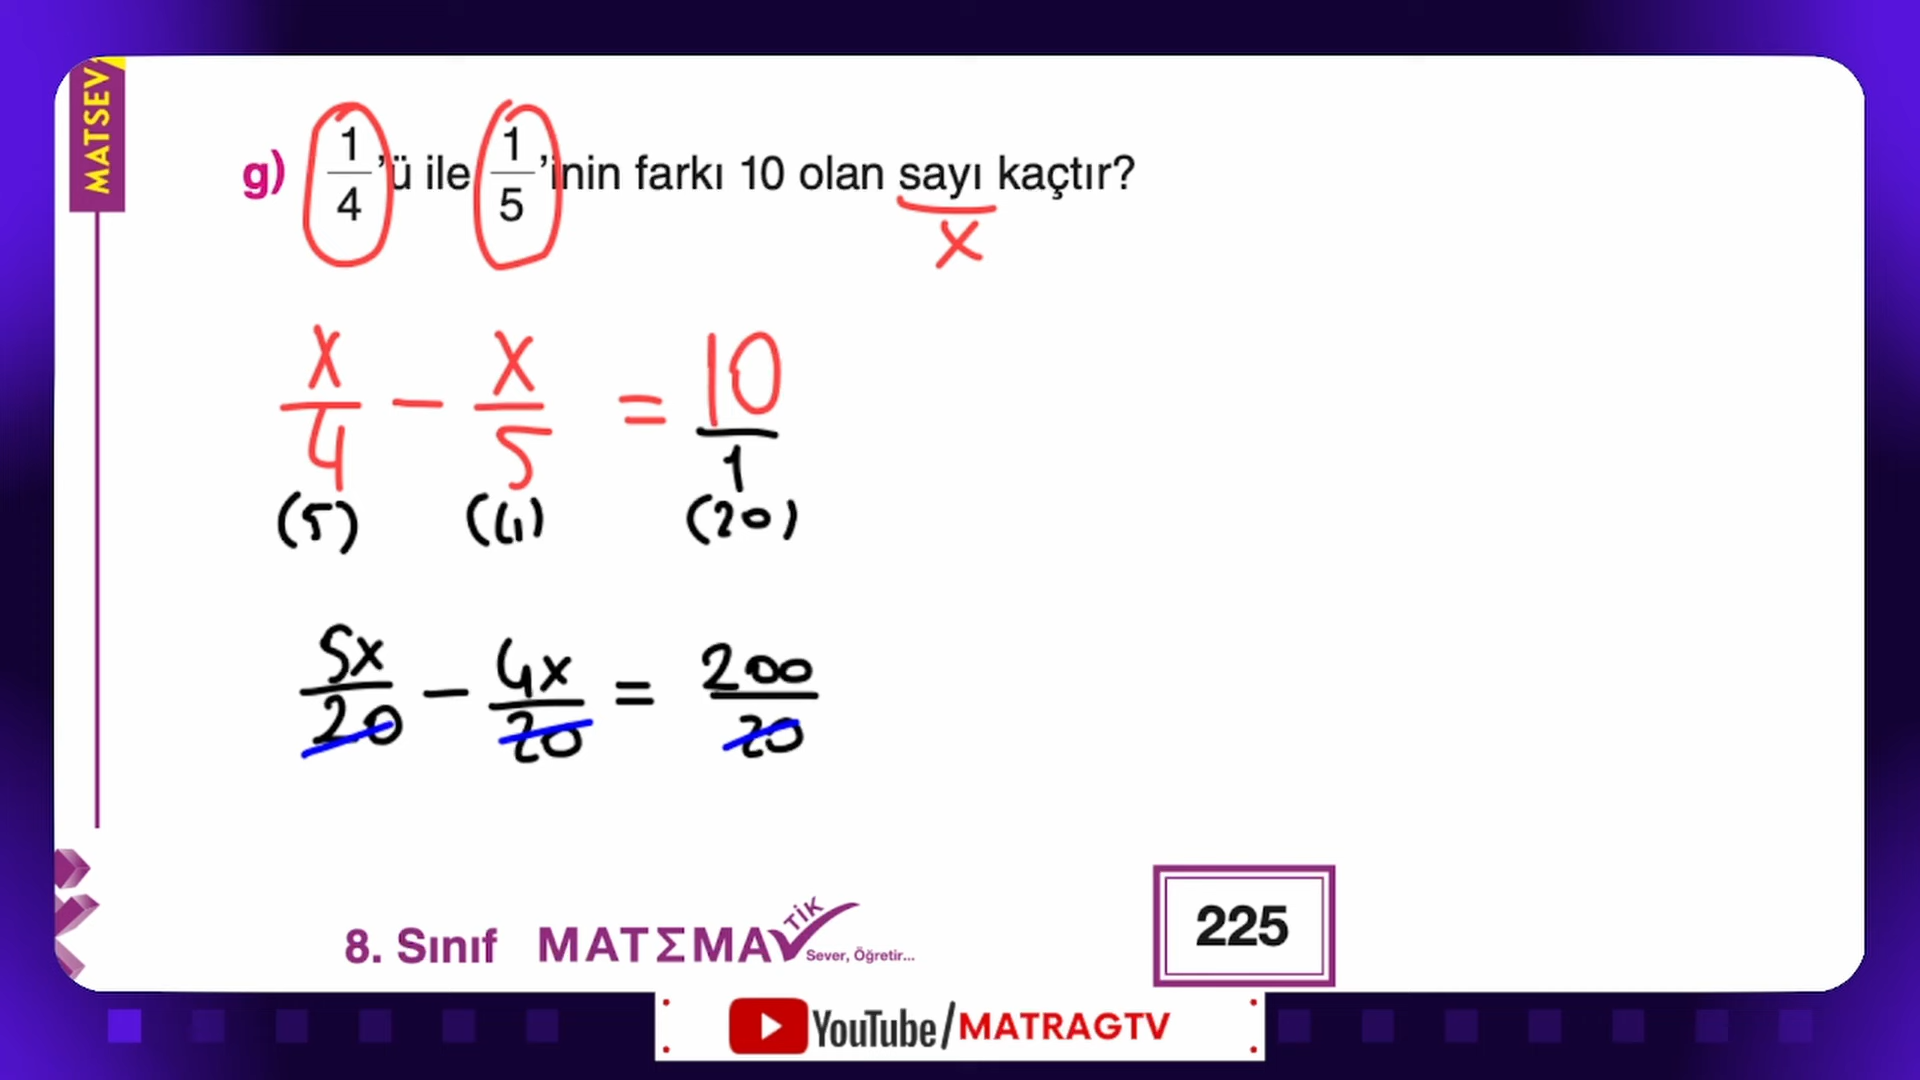 MATSEV
g) 1/4 'ü ile 1/5 'inin farkı 10 olan sayı kaçtır?
x
x/4 - x/5 = 10/1
(5) (4) (20)
5x/20 - 4x/20 = 200/20
8. Sınıf MATΣMATİK
Sever, Öğretir...
225
YouTube/MATRAGTV